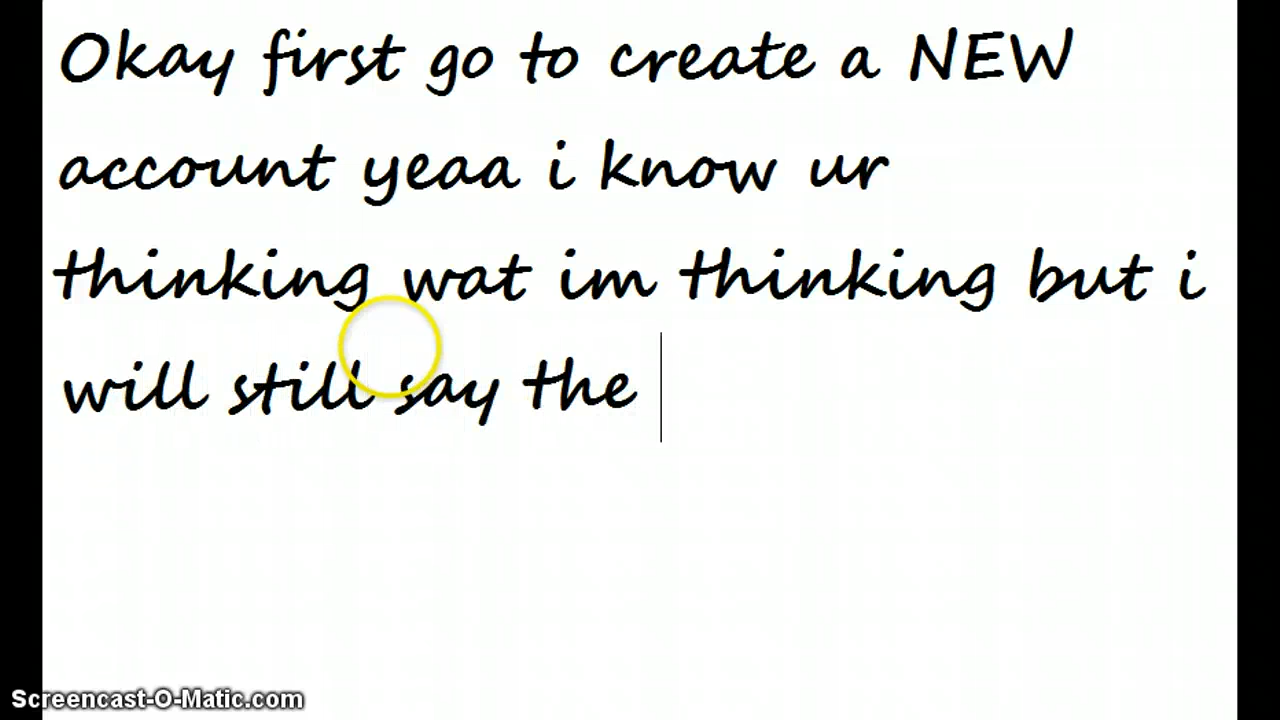 Okay first go to create a NEW
account yeaa i know ur
thinking wat im thinking but i
will still say the
Screencast-O-Matic.com